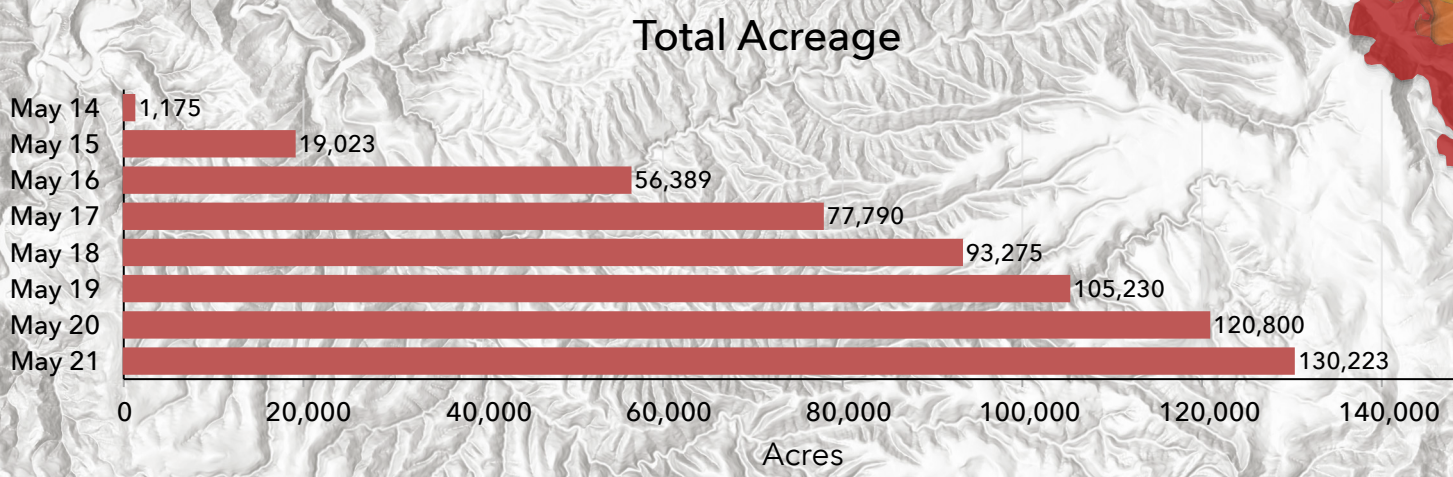 Total Acreage
May 14 1,175
May 15 19,023
May 16 56,389
May 17 77,790
May 18 93,275
May 19 105,230
May 20 120,800
May 21 130,223
0 20,000 40,000 60,000 80,000 100,000 120,000 140,000
Acres